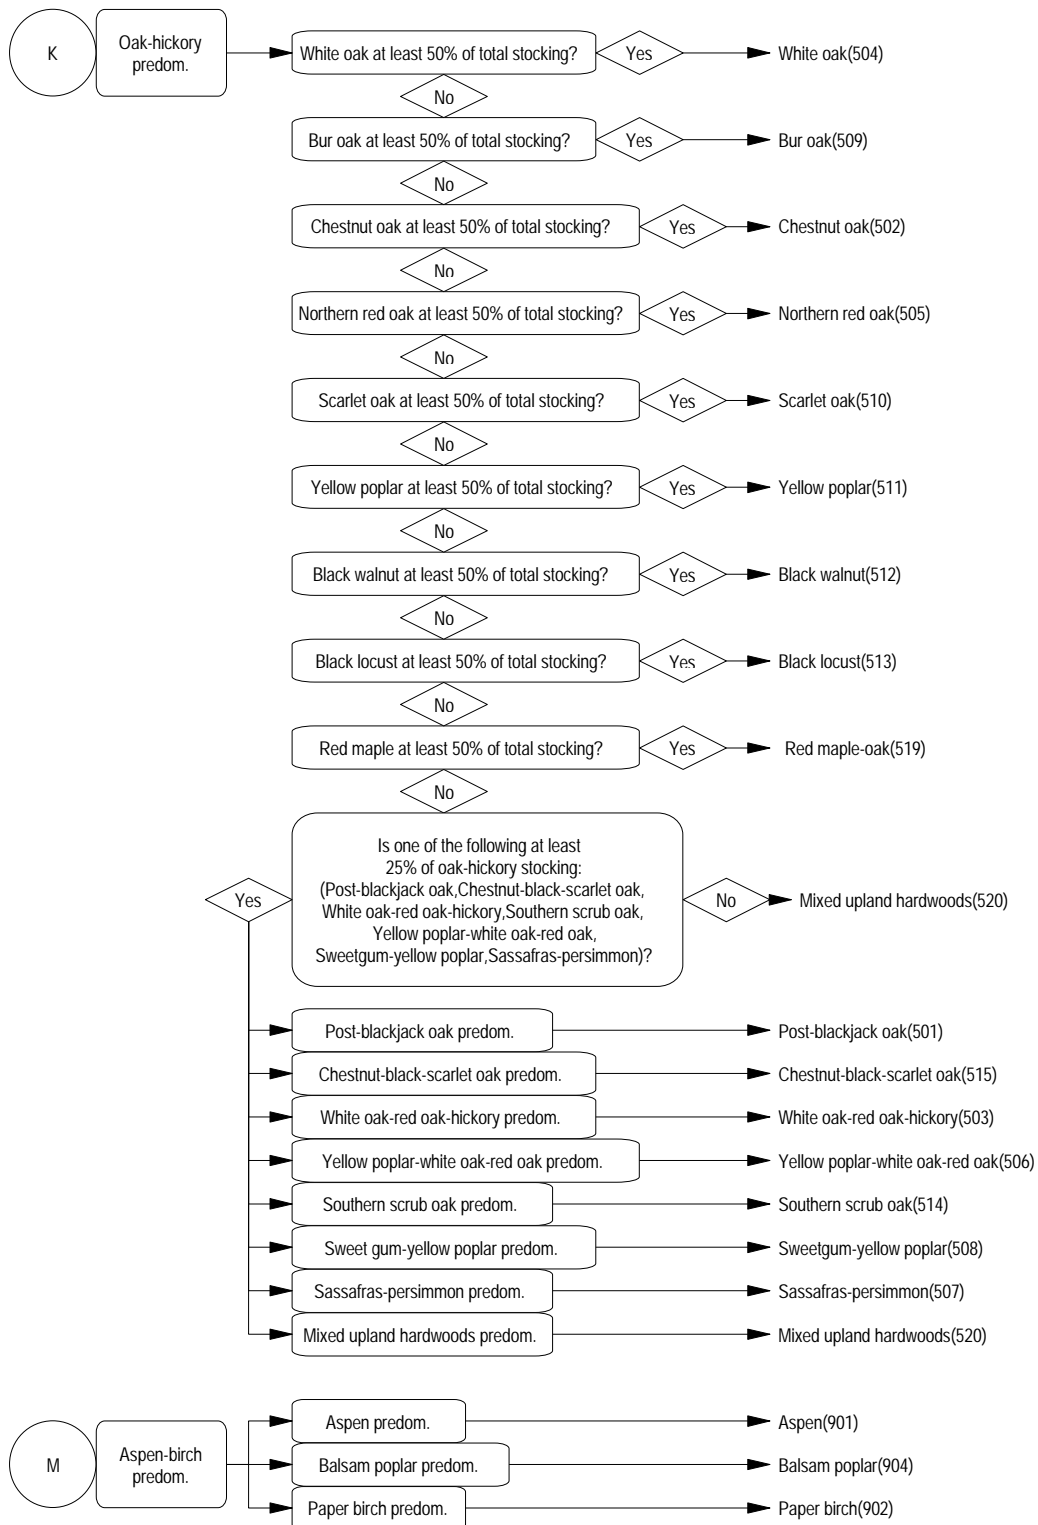 K
Oak-hickory
predom.
White oak at least 50% of total stocking?
Yes
White oak(504)
No
Bur oak at least 50% of total stocking?
Yes
Bur oak(509)
No
Chestnut oak at least 50% of total stocking?
Yes
Chestnut oak(502)
No
Northern red oak at least 50% of total stocking?
Yes
Northern red oak(505)
No
Scarlet oak at least 50% of total stocking?
Yes
Scarlet oak(510)
No
Yellow poplar at least 50% of total stocking?
Yes
Yellow poplar(511)
No
Black walnut at least 50% of total stocking?
Yes
Black walnut(512)
No
Black locust at least 50% of total stocking?
Yes
Black locust(513)
No
Red maple at least 50% of total stocking?
Yes
Red maple-oak(519)
No
Is one of the following at least
25% of oak-hickory stocking:
(Post-blackjack oak,Chestnut-black-scarlet oak,
White oak-red oak-hickory,Southern scrub oak,
Yellow poplar-white oak-red oak,
Sweetgum-yellow poplar,Sassafras-persimmon)?
Yes
No
Mixed upland hardwoods(520)
Post-blackjack oak predom.
Post-blackjack oak(501)
Chestnut-black-scarlet oak predom.
Chestnut-black-scarlet oak(515)
White oak-red oak-hickory predom.
White oak-red oak-hickory(503)
Yellow poplar-white oak-red oak predom.
Yellow poplar-white oak-red oak(506)
Southern scrub oak predom.
Southern scrub oak(514)
Sweet gum-yellow poplar predom.
Sweetgum-yellow poplar(508)
Sassafras-persimmon predom.
Sassafras-persimmon(507)
Mixed upland hardwoods predom.
Mixed upland hardwoods(520)
M
Aspen-birch
predom.
Aspen predom.
Aspen(901)
Balsam poplar predom.
Balsam poplar(904)
Paper birch predom.
Paper birch(902)